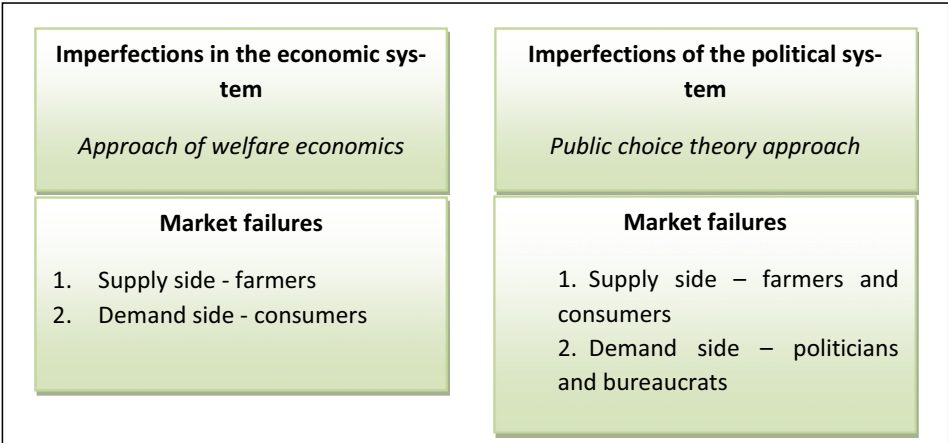 Imperfections in the economic sys-
tem
Approach of welfare economics
Market failures
1. Supply side - farmers
2. Demand side - consumers
Imperfections of the political sys-
tem
Public choice theory approach
Market failures
1. Supply side – farmers and
consumers
2. Demand side – politicians
and bureaucrats